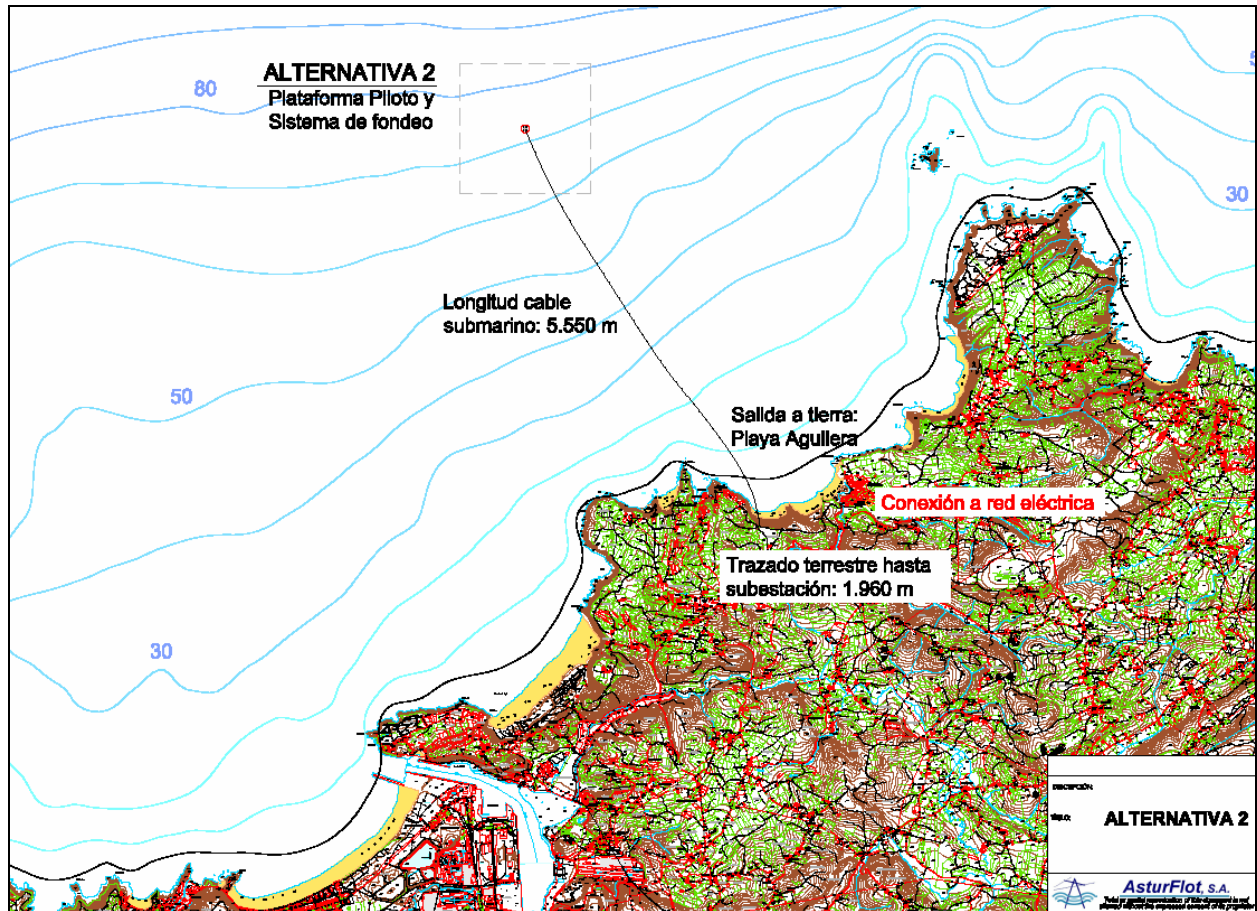 ALTERNATIVA 2
Plataforma Piloto y
Sistema de fondeo
80
30
Longitud cable
submarino: 5.550 m
50
Salida a tierra:
Playa Aguilera
Conexión a red eléctrica
Trazado terrestre hasta
subestación: 1.960 m
30
ALTERNATIVA 2
AsturFlot, S.A.